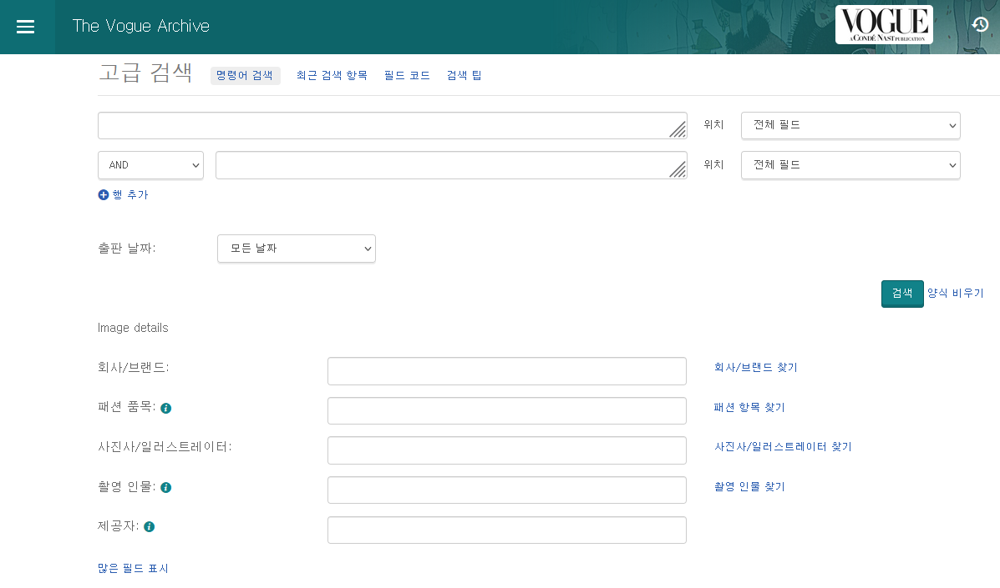 The Vogue Archive
VOGUE
A CONDÉ NAST PUBLICATION
고급 검색 명령어 검색 최근 검색 항목 필드 코드 검색 팁
위치 전체 필드
AND 위치 전체 필드
행 추가
출판 날짜: 모든 날짜
검색 양식 비우기
Image details
회사/브랜드: 회사/브랜드 찾기
패션 품목: 패션 항목 찾기
사진사/일러스트레이터: 사진사/일러스트레이터 찾기
촬영 인물: 촬영 인물 찾기
제공자:
많은 필드 표시